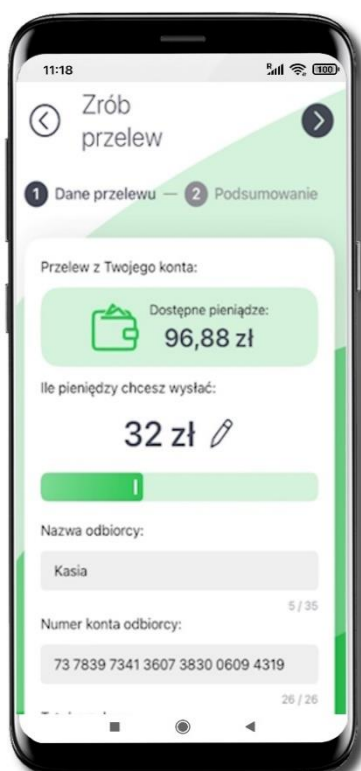 11:18
100
Zrób
przelew
1 Dane przelewu — 2 Podsumowanie
Przelew z Twojego konta:
Dostępne pieniądze:
96,88 zł
Ile pieniędzy chcesz wysłać:
32 zł
Nazwa odbiorcy:
Kasia
5 / 35
Numer konta odbiorcy:
73 7839 7341 3607 3830 0609 4319
26 / 26